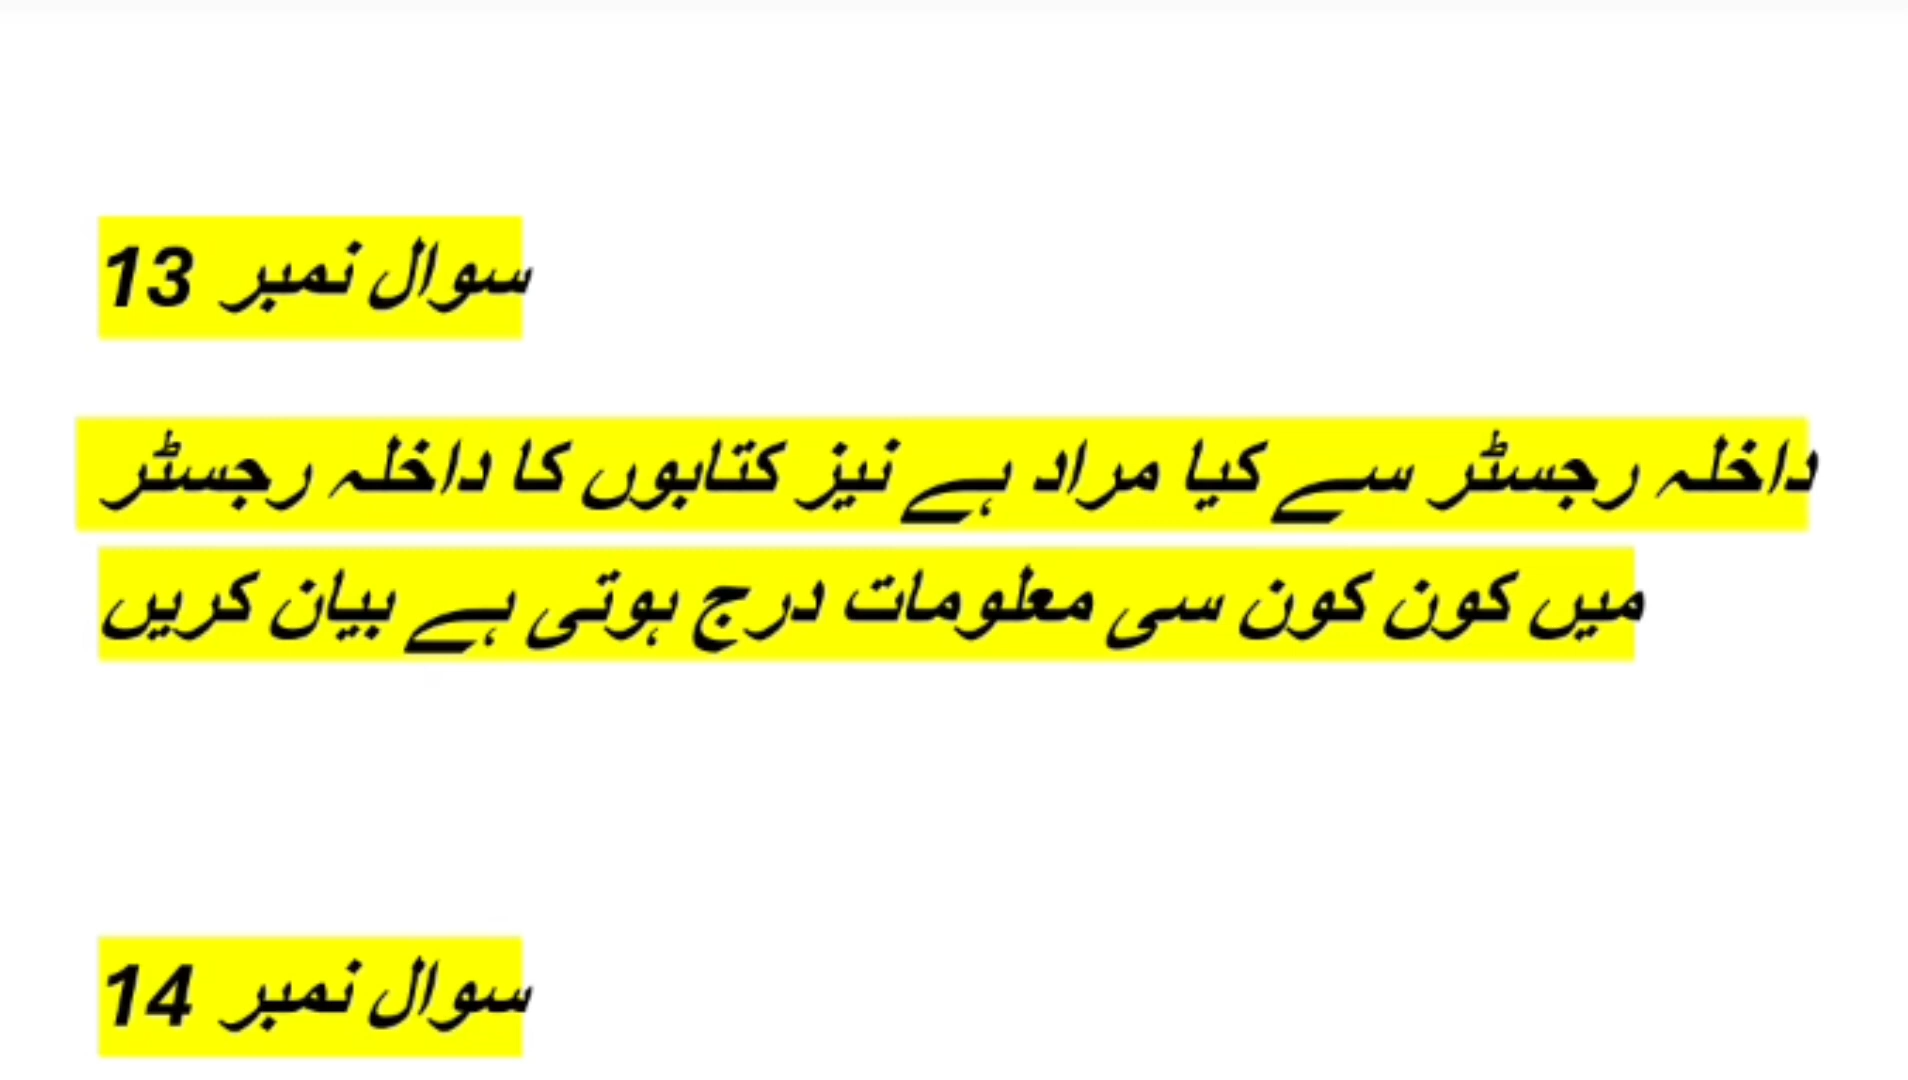 سوال نمبر 13
داخلہ رجسٹر سے کیا مراد ہے نیز کتابوں کا داخلہ رجسٹر
میں کون کون سی معلومات درج ہوتی ہے بیان کریں
سوال نمبر 14